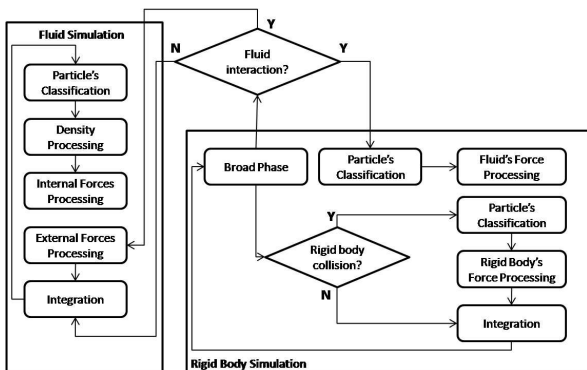 Fluid Simulation
Particle's
Classification
Density
Processing
Internal Forces
Processing
External Forces
Processing
Integration
Y
N
Y
Fluid
interaction?
Broad Phase
Particle's
Classification
Fluid's Force
Processing
Y
Rigid body
collision?
N
Particle's
Classification
Rigid Body's
Force Processing
Integration
Rigid Body Simulation